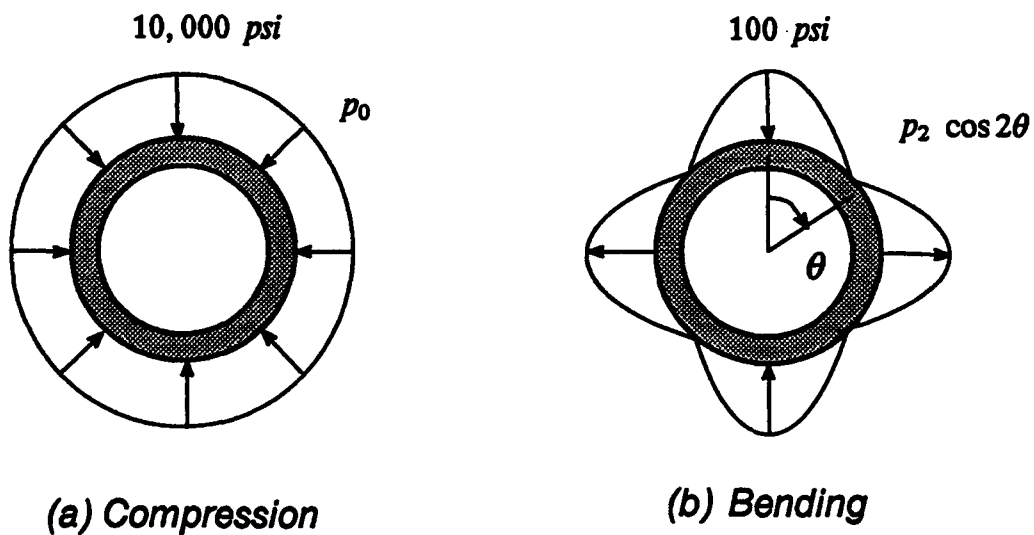 10,000 psi
p₀
(a) Compression
100 psi
p₂ cos 2θ
θ
(b) Bending